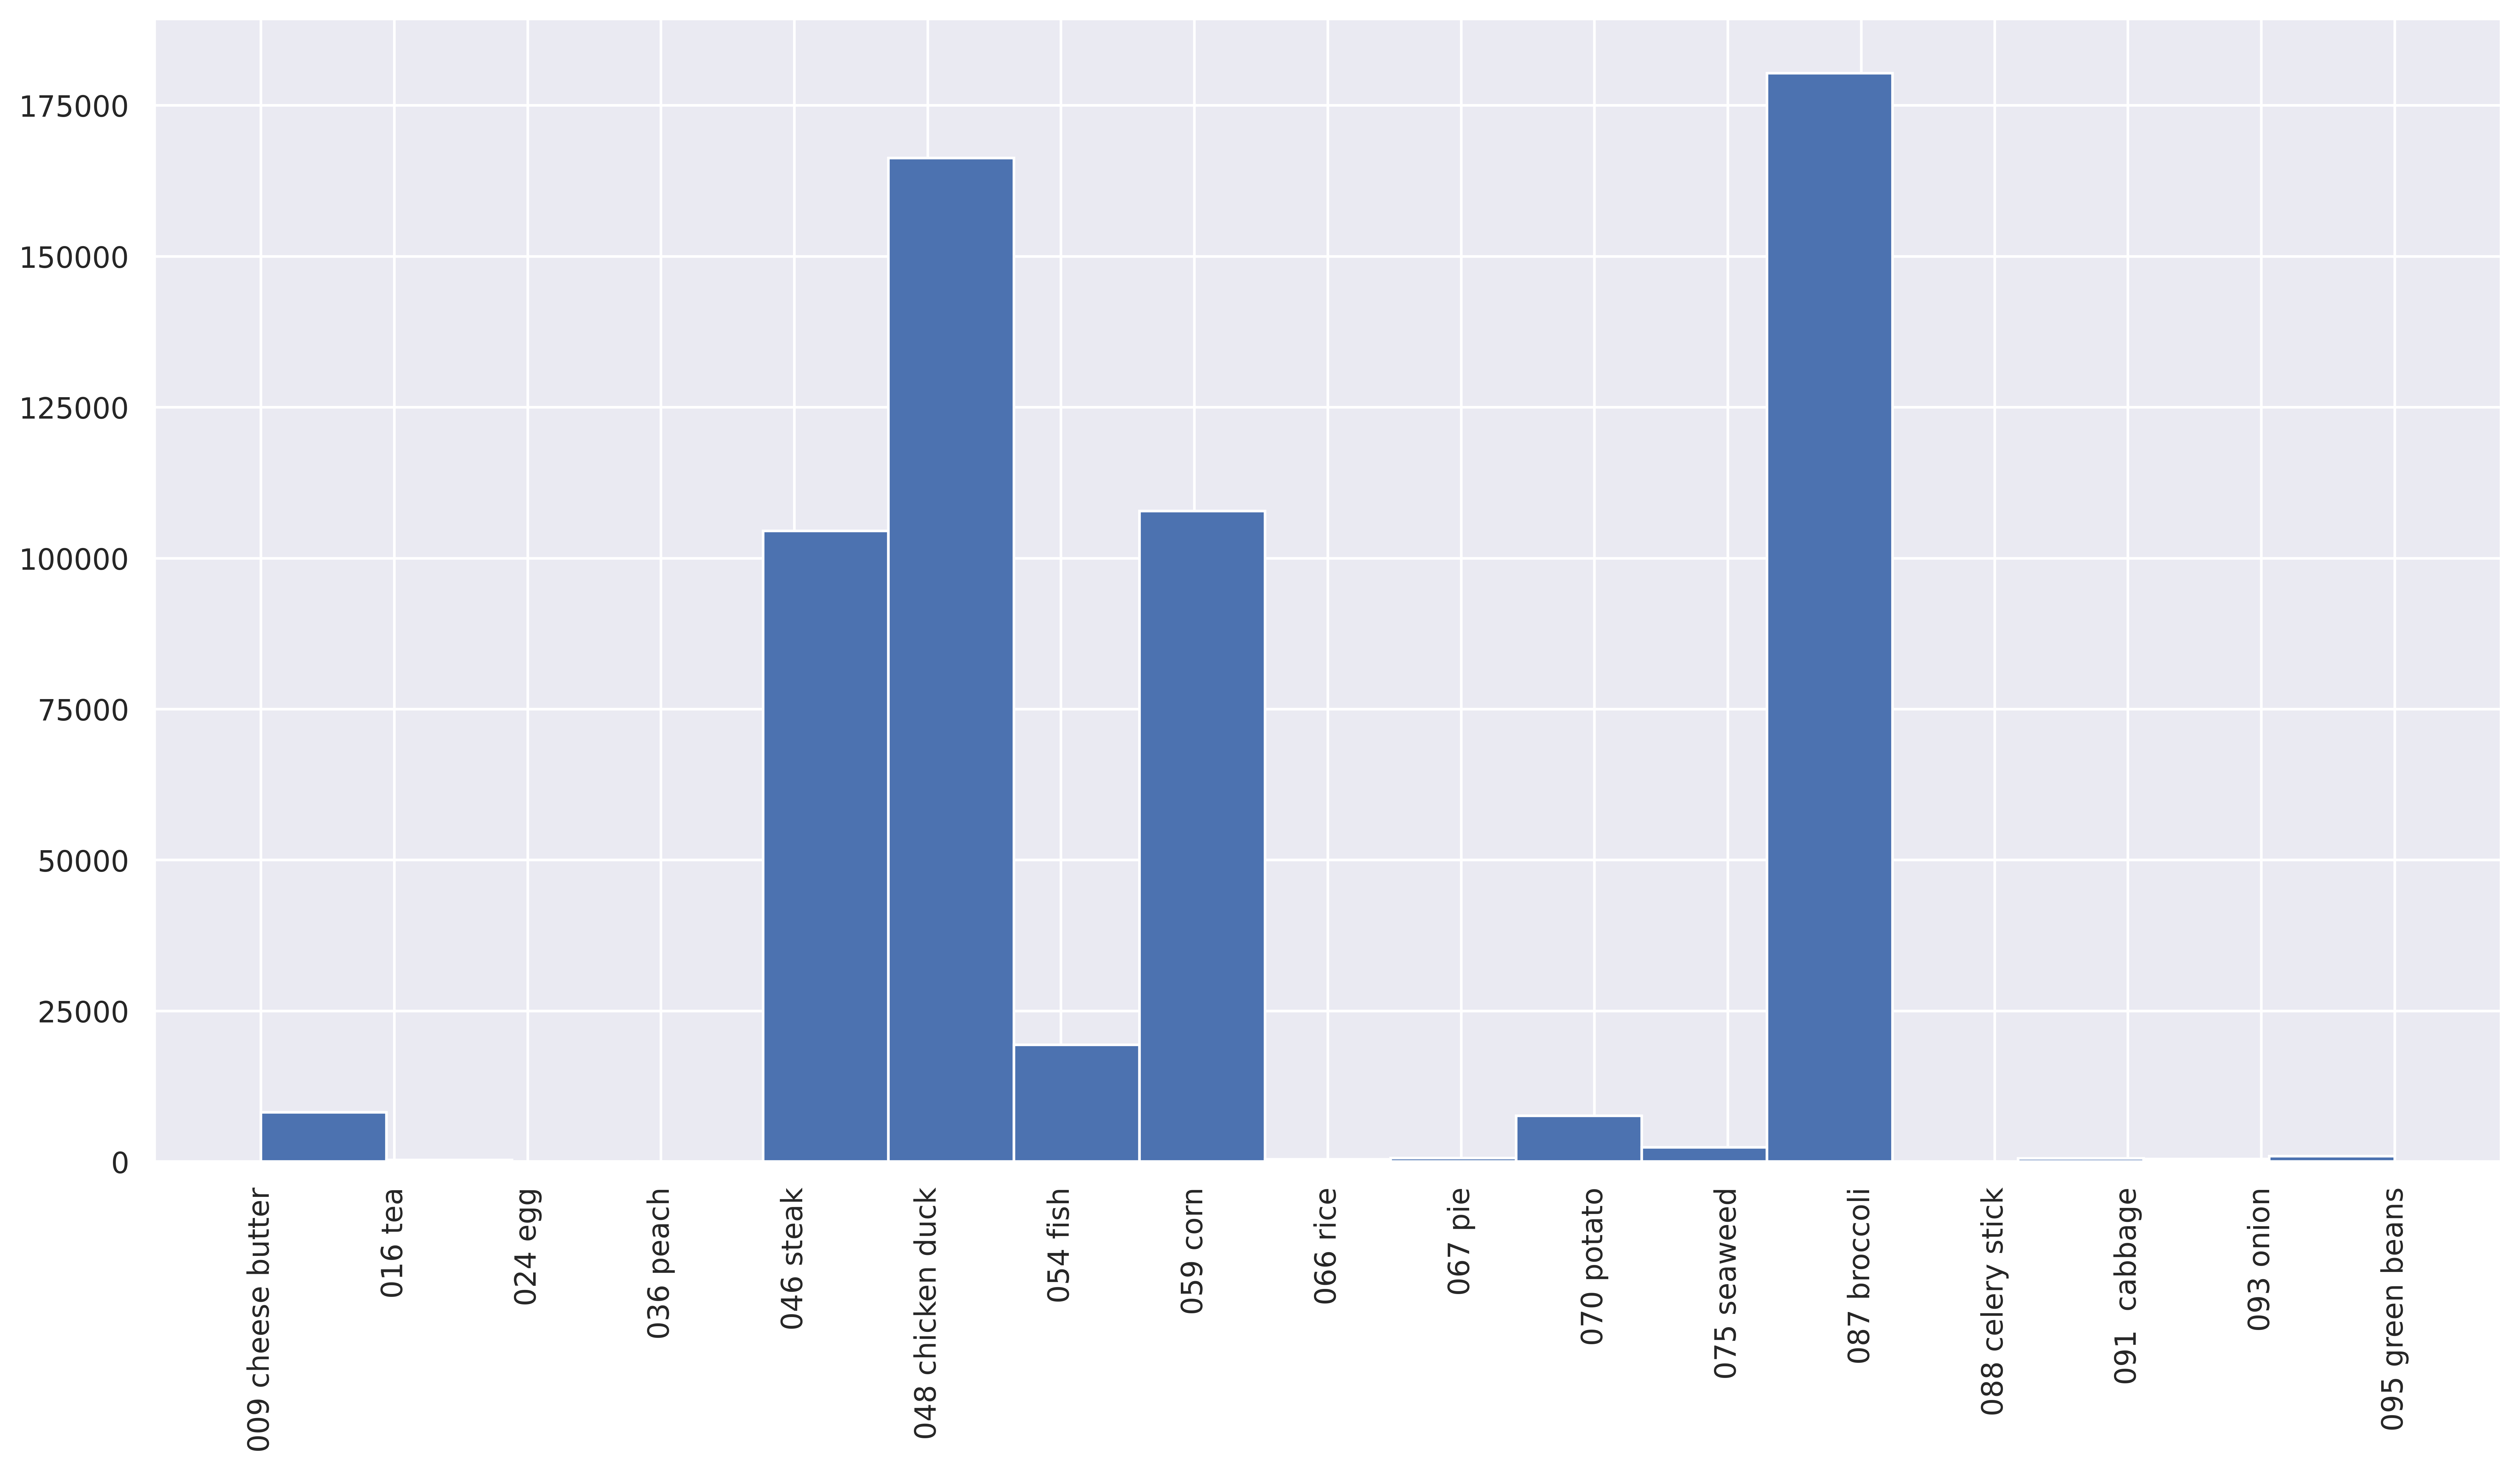 175000
150000
125000
100000
75000
50000
25000
0
009 cheese butter
016 tea
024 egg
036 peach
046 steak
048 chicken duck
054 fish
059 corn
066 rice
067 pie
070 potato
075 seaweed
087 broccoli
088 celery stick
091  cabbage
093 onion
095 green beans